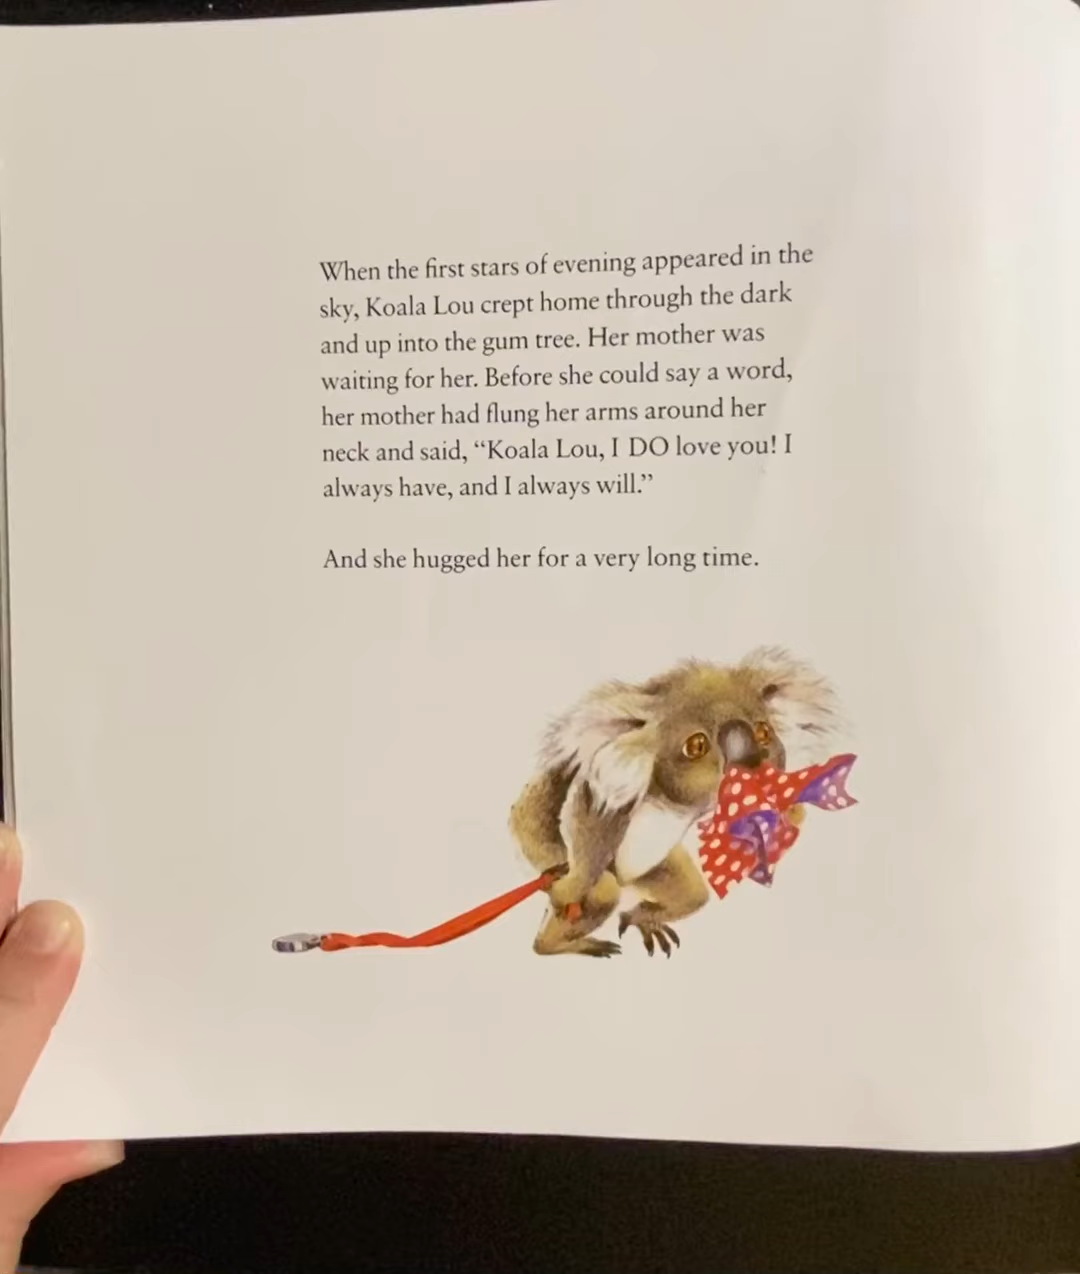 When the first stars of evening appeared in the
sky, Koala Lou crept home through the dark
and up into the gum tree. Her mother was
waiting for her. Before she could say a word,
her mother had flung her arms around her
neck and said, “Koala Lou, I DO love you! I
always have, and I always will.”
And she hugged her for a very long time.